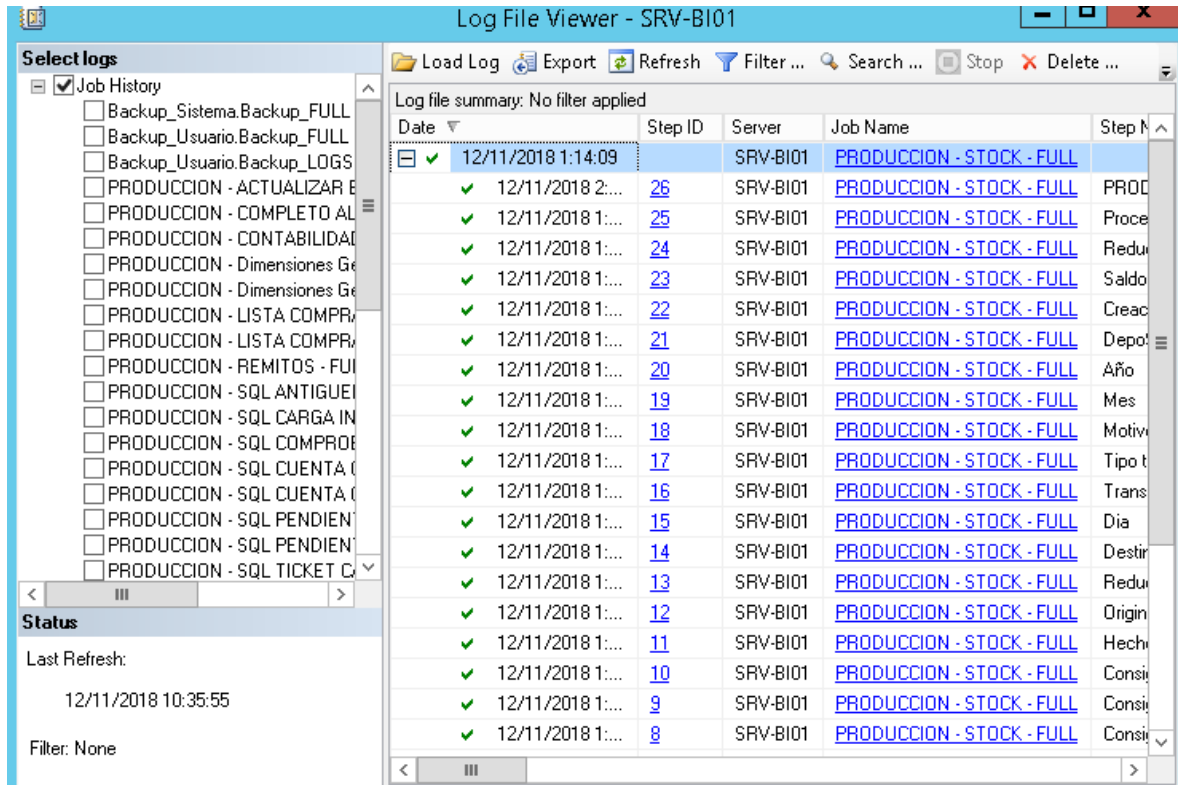 Log File Viewer - SRV-BI01
Select logs
Job History
Backup_Sistema.Backup_FULL
Backup_Usuario.Backup_FULL
Backup_Usuario.Backup_LOGS
PRODUCCION - ACTUALIZAR
PRODUCCION - COMPLETO AL
PRODUCCION - CONTABILIDAD
PRODUCCION - Dimensiones Ge
PRODUCCION - Dimensiones Ge
PRODUCCION - LISTA COMPR
PRODUCCION - LISTA COMPR
PRODUCCION - REMITOS - FU
PRODUCCION - SQL ANTIGUE
PRODUCCION - SQL CARGA IN
PRODUCCION - SQL COMPROB
PRODUCCION - SQL CUENTA
PRODUCCION - SQL CUENTA
PRODUCCION - SQL PENDIENT
PRODUCCION - SQL PENDIENT
PRODUCCION - SQL TICKET
Status
Last Refresh:
12/11/2018 10:35:55
Filter: None
Load Log Export Refresh Filter ... Search ... Stop Delete ...
Log file summary: No filter applied
Date Step ID Server Job Name Step
12/11/2018 1:14:09 SRV-BI01 PRODUCCION - STOCK - FULL
12/11/2018 2:... 26 SRV-BI01 PRODUCCION - STOCK - FULL PROD
12/11/2018 1:... 25 SRV-BI01 PRODUCCION - STOCK - FULL Proce
12/11/2018 1:... 24 SRV-BI01 PRODUCCION - STOCK - FULL Redu
12/11/2018 1:... 23 SRV-BI01 PRODUCCION - STOCK - FULL Saldo
12/11/2018 1:... 22 SRV-BI01 PRODUCCION - STOCK - FULL Creac
12/11/2018 1:... 21 SRV-BI01 PRODUCCION - STOCK - FULL DepoS
12/11/2018 1:... 20 SRV-BI01 PRODUCCION - STOCK - FULL Año
12/11/2018 1:... 19 SRV-BI01 PRODUCCION - STOCK - FULL Mes
12/11/2018 1:... 18 SRV-BI01 PRODUCCION - STOCK - FULL Motiv
12/11/2018 1:... 17 SRV-BI01 PRODUCCION - STOCK - FULL Tipo t
12/11/2018 1:... 16 SRV-BI01 PRODUCCION - STOCK - FULL Trans
12/11/2018 1:... 15 SRV-BI01 PRODUCCION - STOCK - FULL Dia
12/11/2018 1:... 14 SRV-BI01 PRODUCCION - STOCK - FULL Destin
12/11/2018 1:... 13 SRV-BI01 PRODUCCION - STOCK - FULL Redu
12/11/2018 1:... 12 SRV-BI01 PRODUCCION - STOCK - FULL Origin
12/11/2018 1:... 11 SRV-BI01 PRODUCCION - STOCK - FULL Hech
12/11/2018 1:... 10 SRV-BI01 PRODUCCION - STOCK - FULL Consi
12/11/2018 1:... 9 SRV-BI01 PRODUCCION - STOCK - FULL Consi
12/11/2018 1:... 8 SRV-BI01 PRODUCCION - STOCK - FULL Consi